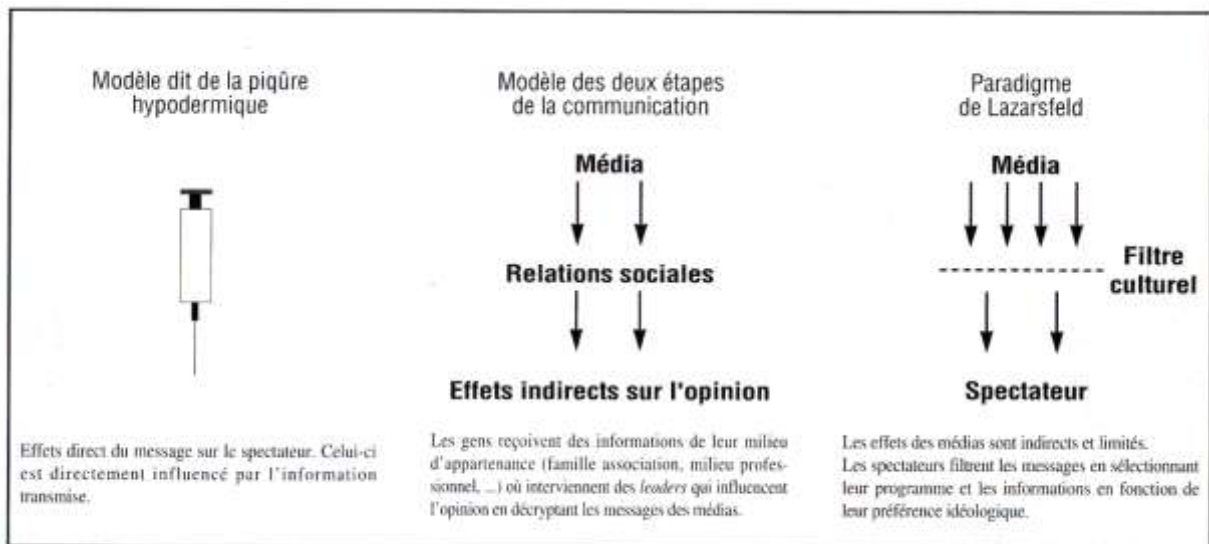 Modèle dit de la piqûre
hypodermique
Effets direct du message sur le spectateur. Celui-ci
est directement influencé par l'information
transmise.
Modèle des deux étapes
de la communication
Média
Relations sociales
Effets indirects sur l'opinion
Les gens reçoivent des informations de leur milieu
d'appartenance (famille association, milieu profes-
sionnel, ...) où interviennent des leaders qui influencent
l'opinion en décryptant les messages des médias.
Paradigme
de Lazarsfeld
Média
Filtre
culturel
Spectateur
Les effets des médias sont indirects et limités.
Les spectateurs filtrent les messages en sélectionnant
leur programme et les informations en fonction de
leur préférence idéologique.